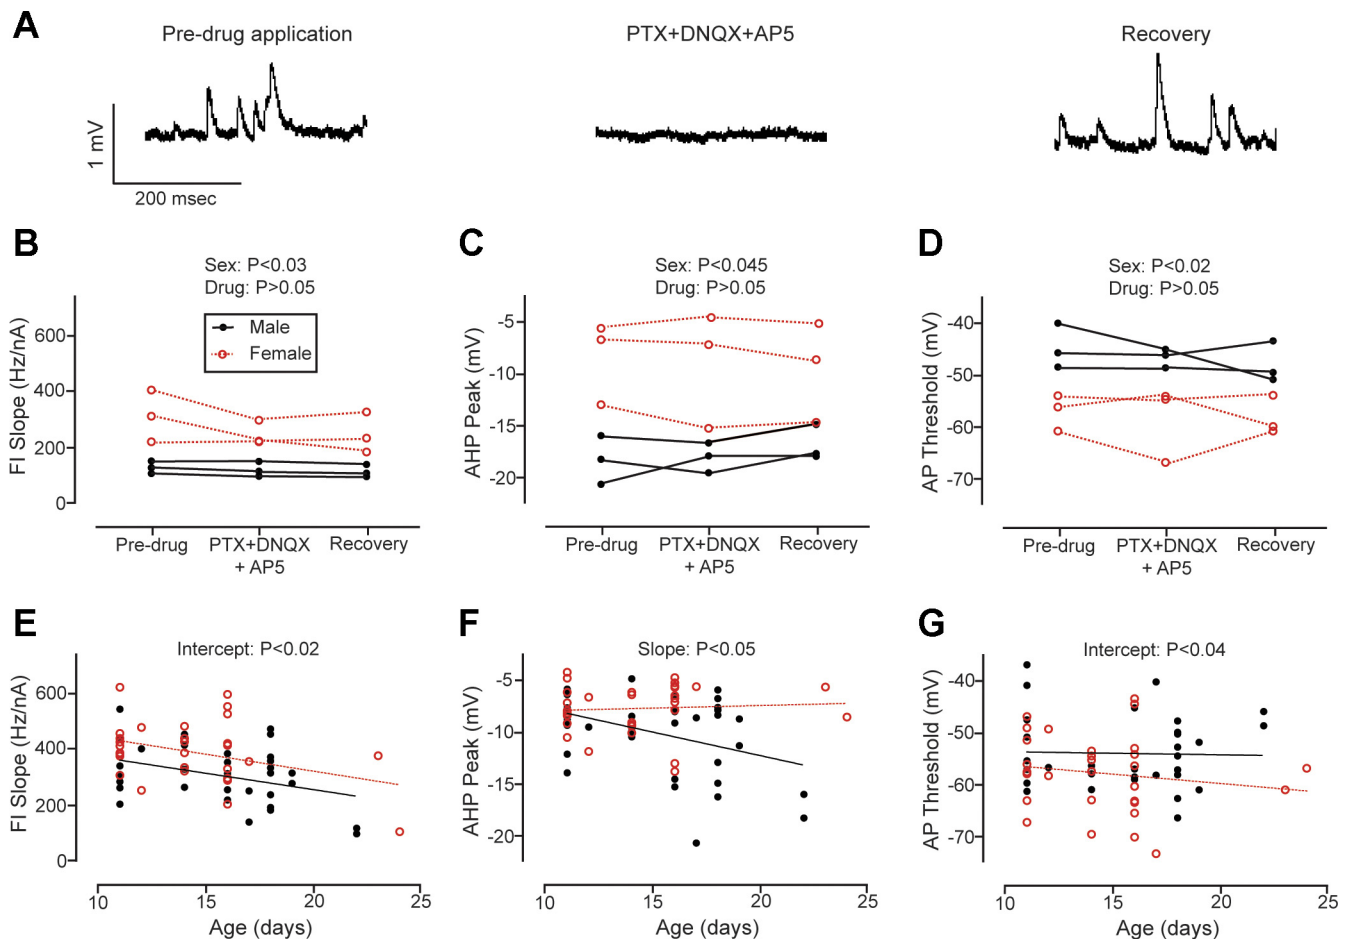 A
Pre-drug application
PTX+DNQX+AP5
Recovery
1 mV
200 msec
B
Sex: P<0.03
Drug: P>0.05
Male
Female
FI Slope (Hz/nA)
600
400
200
0
Pre-drug
PTX+DNQX
+ AP5
Recovery
C
Sex: P<0.045
Drug: P>0.05
AHP Peak (mV)
-5
-10
-15
-20
Pre-drug
PTX+DNQX
+ AP5
Recovery
D
Sex: P<0.02
Drug: P>0.05
AP Threshold (mV)
-40
-50
-60
-70
Pre-drug
PTX+DNQX
+ AP5
Recovery
E
Intercept: P<0.02
FI Slope (Hz/nA)
600
400
200
0
10 15 20 25
Age (days)
F
Slope: P<0.05
AHP Peak (mV)
-5
-10
-15
-20
10 15 20 25
Age (days)
G
Intercept: P<0.04
AP Threshold (mV)
-40
-50
-60
-70
10 15 20 25
Age (days)